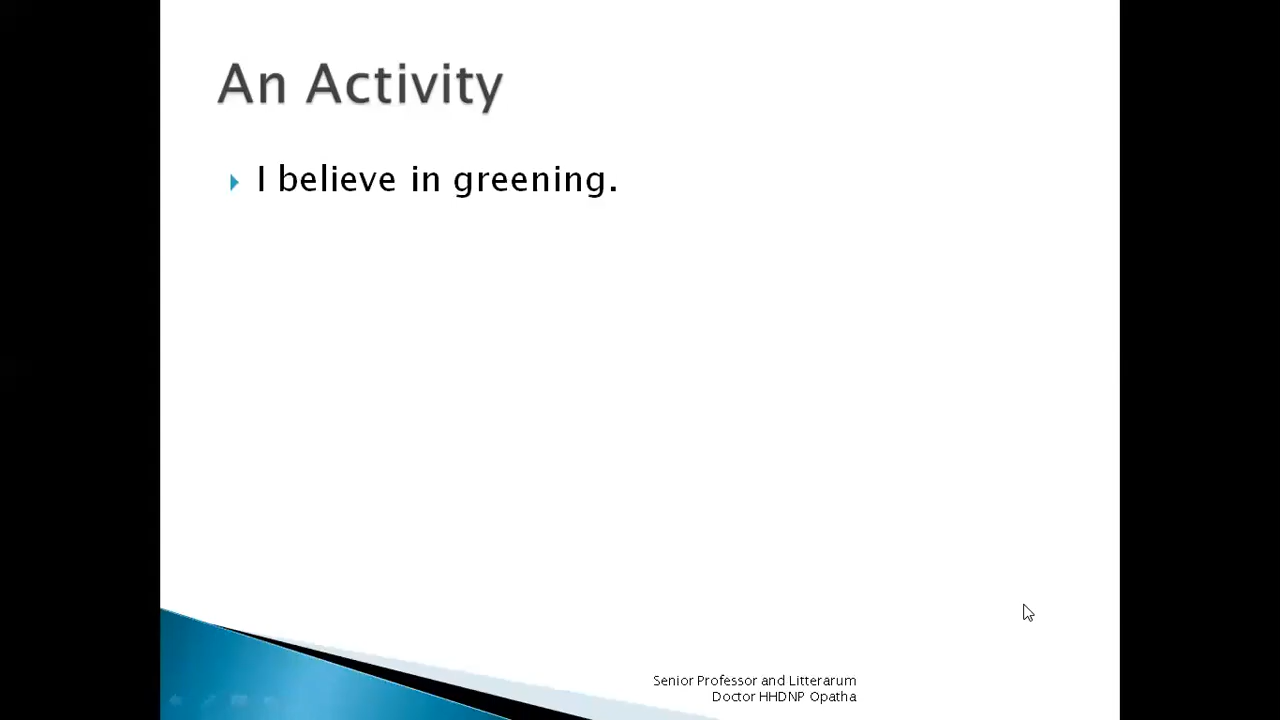 An Activity
I believe in greening.
Senior Professor and Litterarum
Doctor HHDNP Opatha